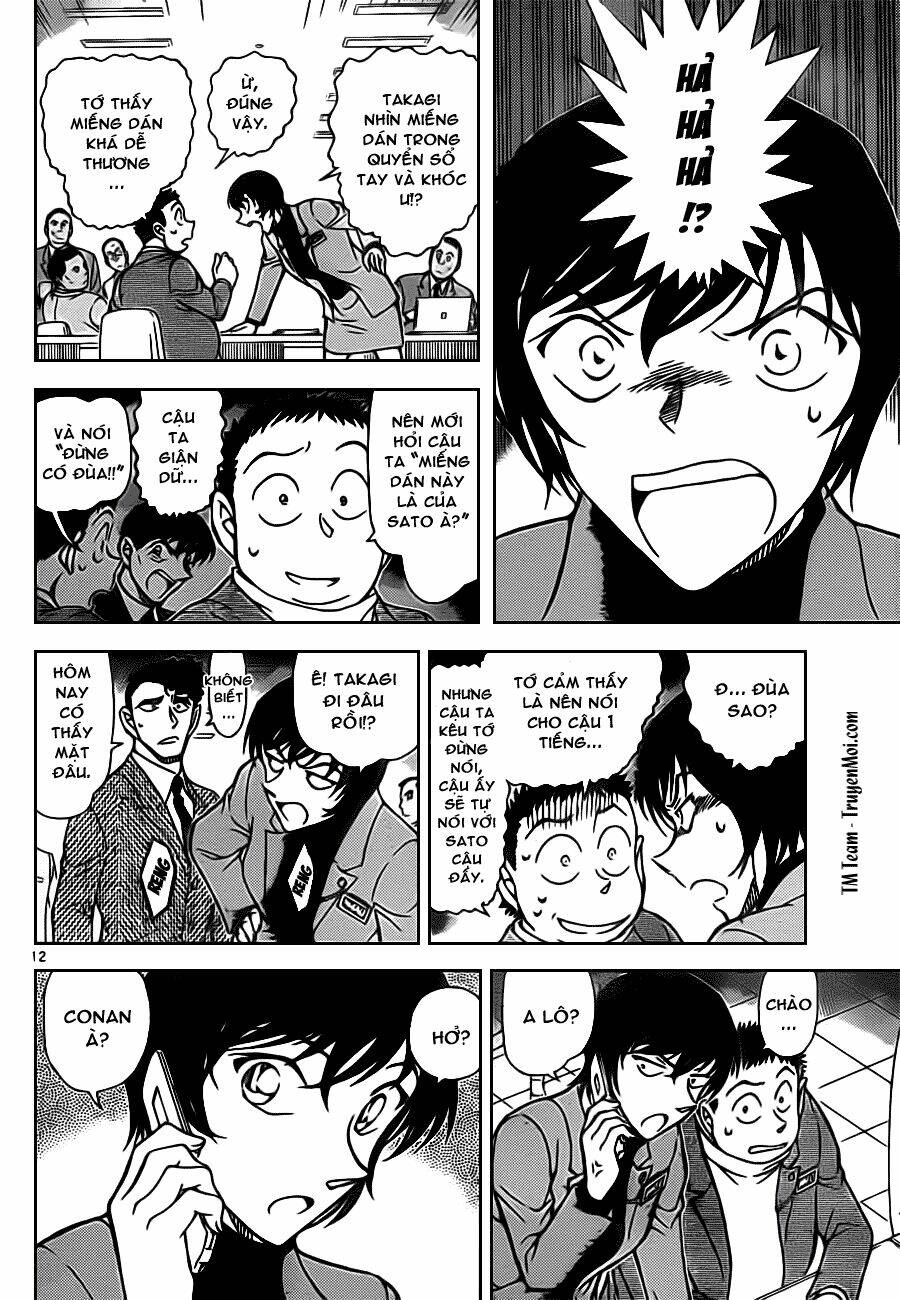 HẢ
HẢ
HẢ
!?
TAKAGI
NHÌN MIẾNG
DÁN TRONG
QUYỂN SỔ
TAY VÀ KHÓC
Ư!?
Ừ,
ĐÚNG
VẬY.
TỚ THẤY
MIẾNG DÁN
KHÁ DỄ
THƯƠNG
...
NÊN MỚI
HỎI CẬU
TA "MIẾNG
DÁN NÀY
LÀ CỦA
SATO À?"
CẬU
TA
GIẬN
DỮ...
VÀ NÓI
"ĐỪNG
CÓ ĐÙA!!"
Đ... ĐÙA
SAO?
TỚ CẢM THẤY
LÀ NÊN NÓI
CHO CẬU 1
TIẾNG...
NHƯNG
CẬU TA
KÊU TỚ
ĐỪNG
NÓI,
CẬU ẤY
SẼ TỰ
NÓI VỚI
SATO
CẬU
ĐẤY.
Ê! TAKAGI
ĐI ĐÂU
RỒI!?
KHÔNG
BIẾT
...
HÔM
NAY
CÓ
THẤY
MẶT
ĐÂU.
RENG
RENG
TM Team - TruyenMoi.com
12
CHÀO
...
A LÔ?
HỞ?
CONAN
À?